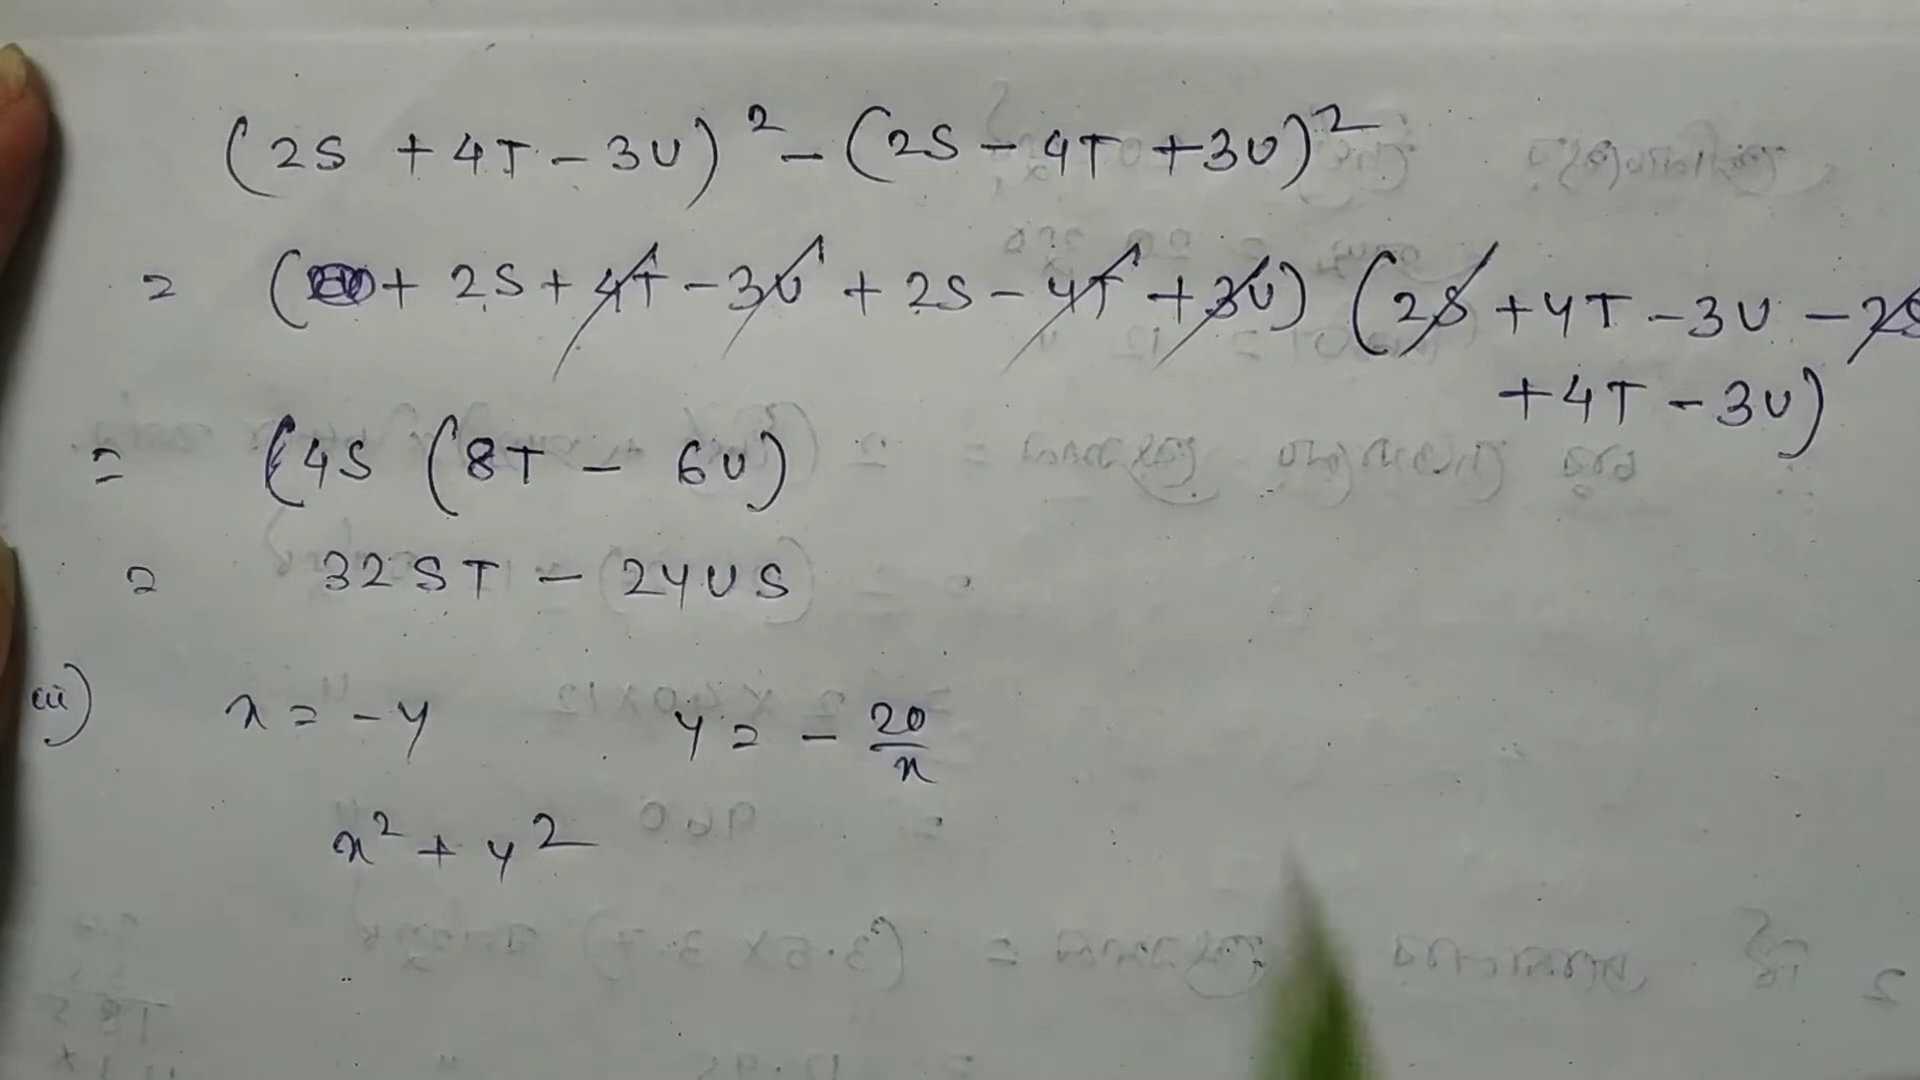 (2S + 4T - 3U)² - (2S - 4T + 3U)²
= (+ 2S + 4T - 3U + 2S - 4T + 3U) (2S + 4T - 3U - 2S
+ 4T - 3U)
= (4S (8T - 6U)
= 32ST - 24US
iii) x = -y y = - 20/x
x² + y²